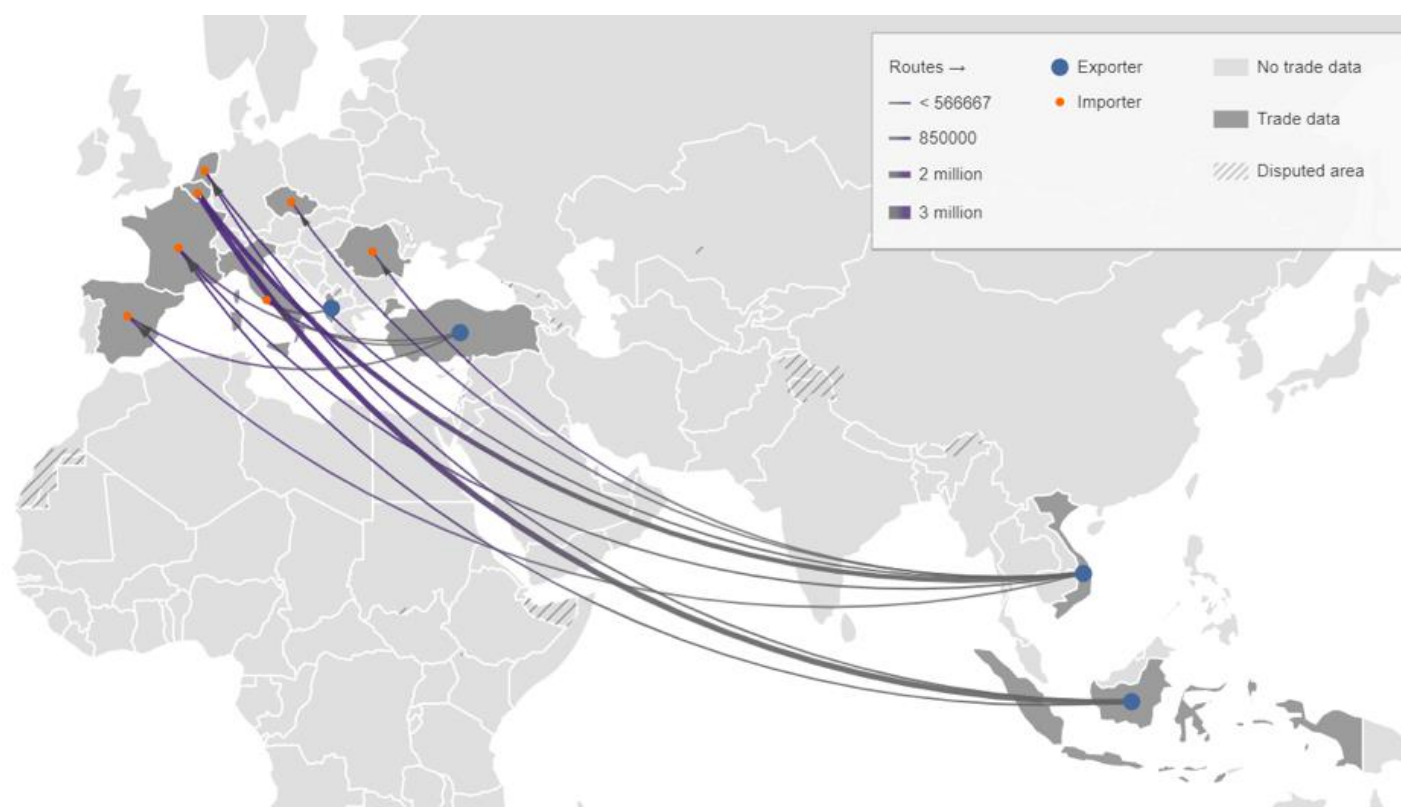 Routes →
< 566667
850000
2 million
3 million
Exporter
Importer
No trade data
Trade data
Disputed area